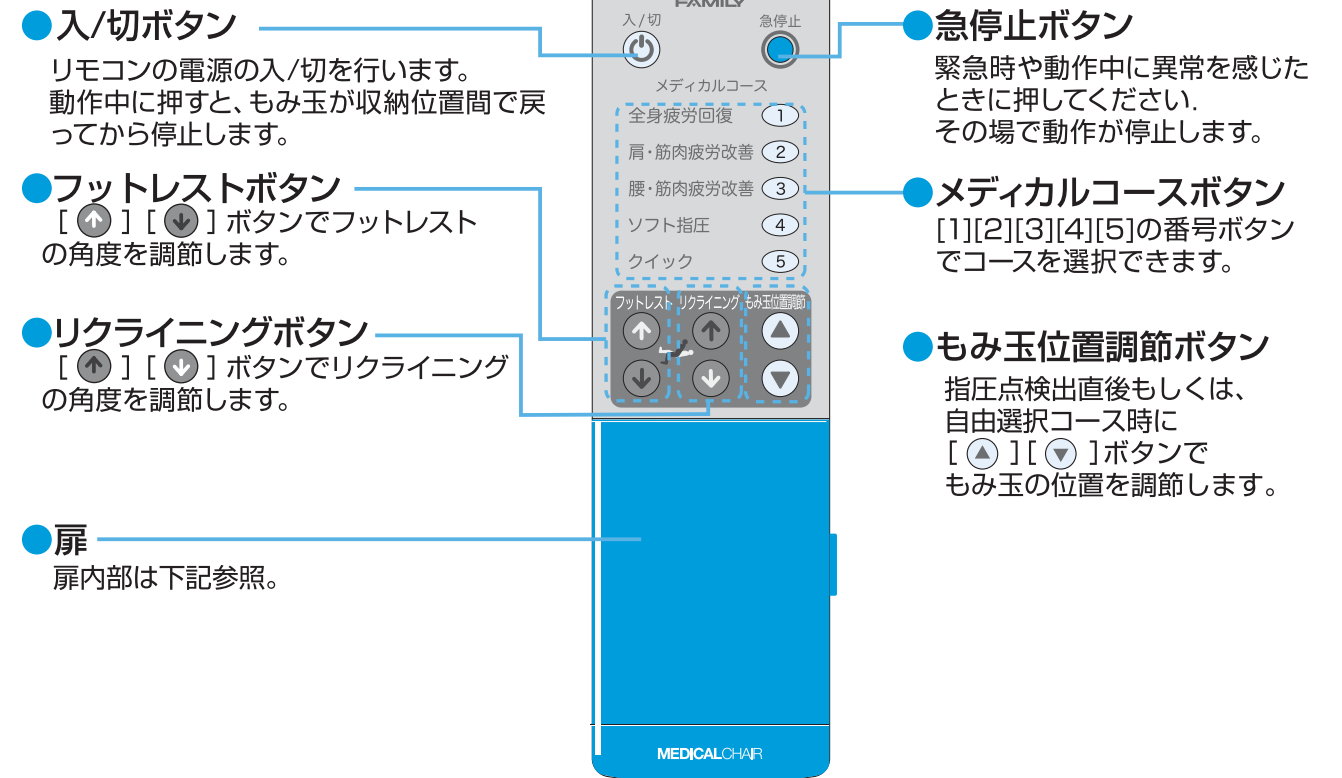 ●入/切ボタン
リモコンの電源の入/切を行います。
動作中に押すと、もみ玉が収納位置間で戻
ってから停止します。
●フットレストボタン
[ ↑ ] [ ↓ ] ボタンでフットレスト
の角度を調節します。
●リクライニングボタン
[ ↑ ] [ ↓ ] ボタンでリクライニング
の角度を調節します。
●扉
扉内部は下記参照。
FAMILY
入/切
急停止
メディカルコース
全身疲労回復 1
肩・筋肉疲労改善 2
腰・筋肉疲労改善 3
ソフト指圧 4
クイック 5
フットレスト リクライニング もみ玉位置調節
MEDICALCHAIR
●急停止ボタン
緊急時や動作中に異常を感じた
ときに押してください.
その場で動作が停止します。
●メディカルコースボタン
[1][2][3][4][5]の番号ボタン
でコースを選択できます。
●もみ玉位置調節ボタン
指圧点検出直後もしくは、
自由選択コース時に
[ ▲ ] [ ▼ ]ボタンで
もみ玉の位置を調節します。